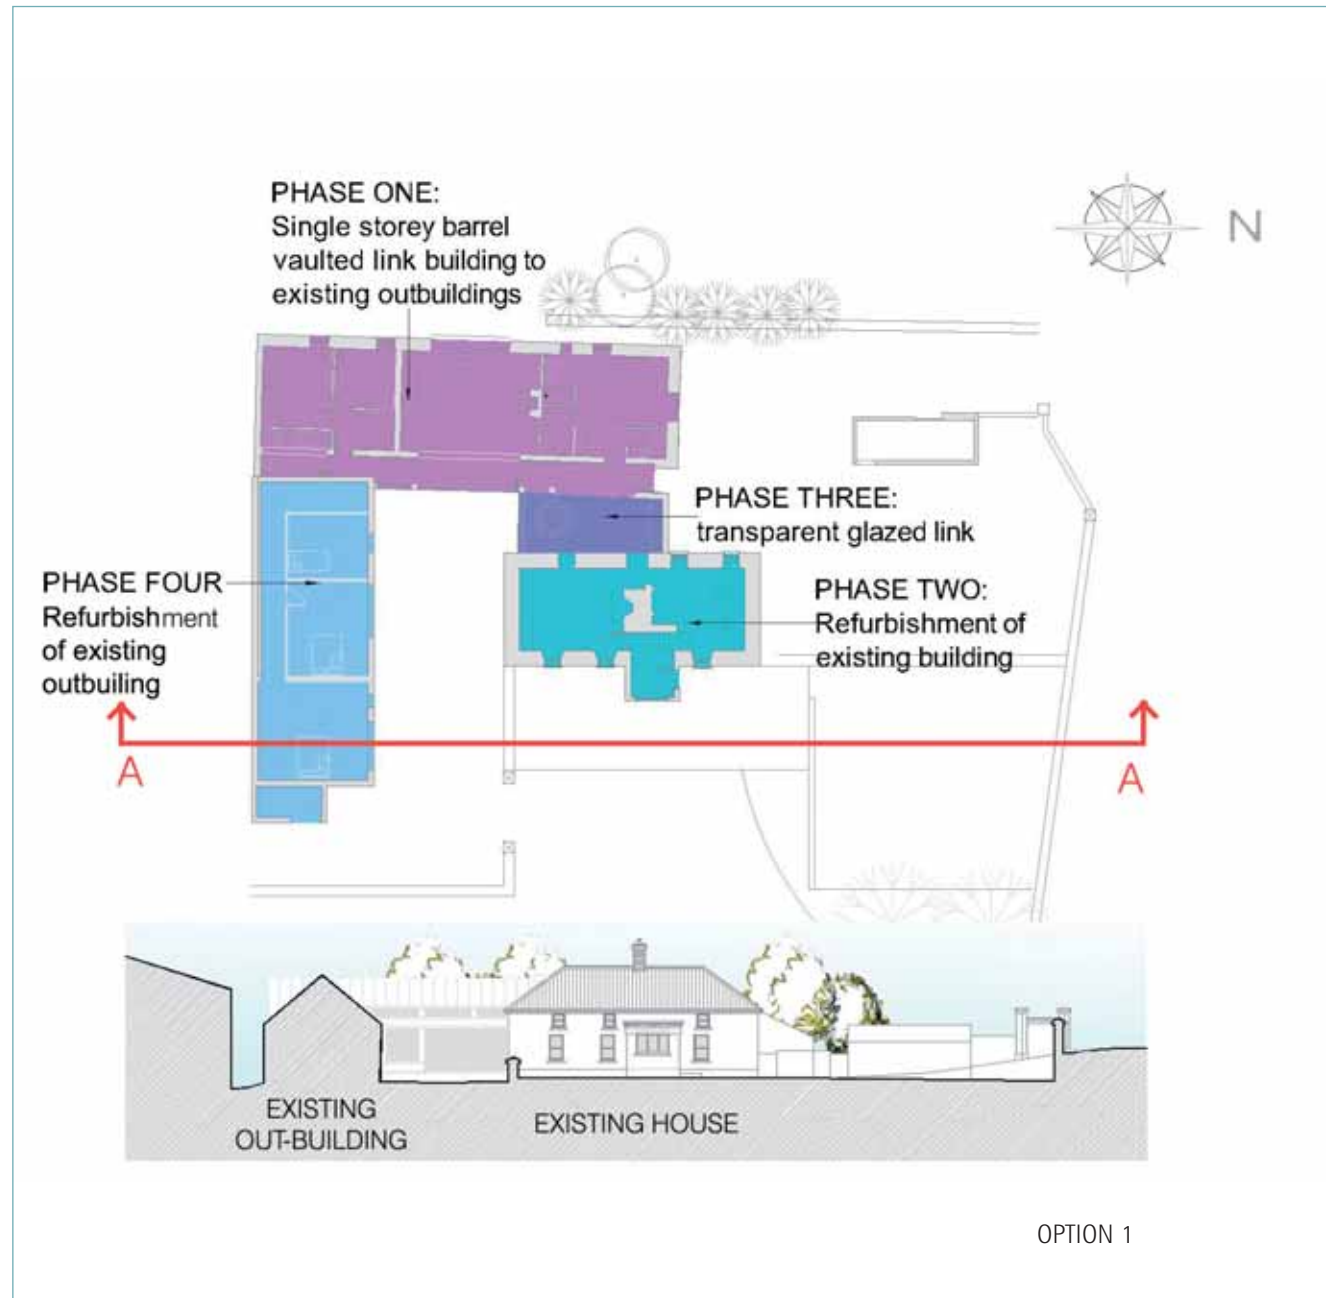 PHASE ONE:
Single storey barrel
vaulted link building to
existing outbuildings
N
PHASE THREE:
transparent glazed link
PHASE FOUR
Refurbishment
of existing
outbuiling
PHASE TWO:
Refurbishment of
existing building
A
A
EXISTING
OUT-BUILDING
EXISTING HOUSE
OPTION 1